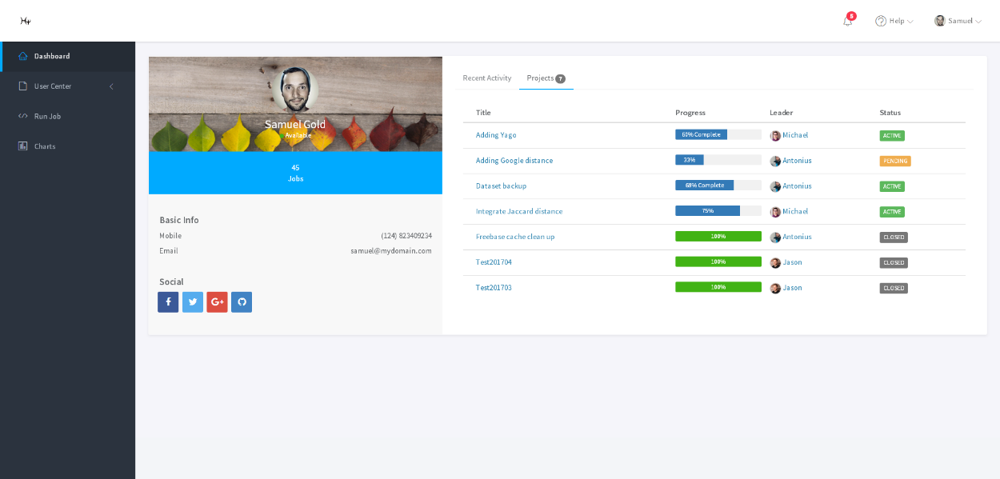 5
Help
Samuel
Dashboard
User Center
Run Job
Charts
Samuel Gold
Available
45
Jobs
Basic Info
Mobile (124) 823409234
Email samuel@mydomain.com
Social
Recent Activity Projects 7
Title Progress Leader Status
Adding Yago 60% Complete Michael ACTIVE
Adding Google distance 33% Antonius PENDING
Dataset backup 68% Complete Antonius ACTIVE
Integrate Jaccard distance 75% Michael ACTIVE
Freebase cache clean up 100% Antonius CLOSED
Test201704 100% Jason CLOSED
Test201703 100% Jason CLOSED